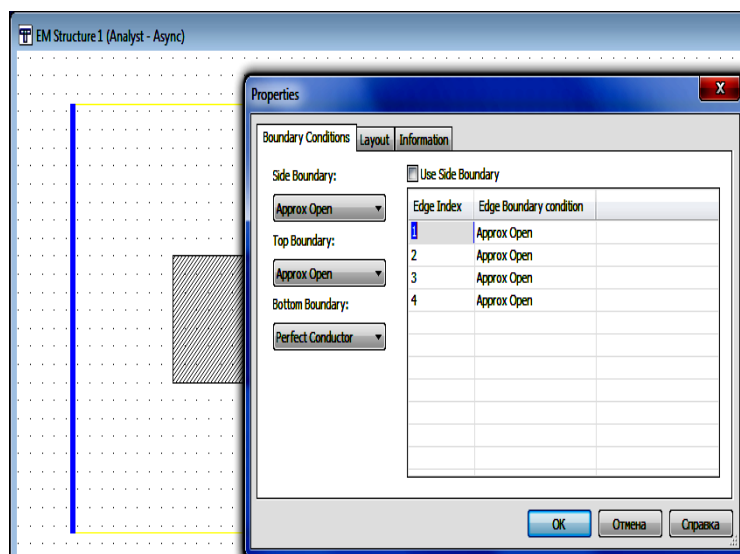 EM Structure 1 (Analyst - Async)
Properties
X
Boundary Conditions Layout Information
Side Boundary:
Approx Open
Top Boundary:
Approx Open
Bottom Boundary:
Perfect Conductor
Use Side Boundary
Edge Index Edge Boundary condition
1 Approx Open
2 Approx Open
3 Approx Open
4 Approx Open
OK Отмена Справка